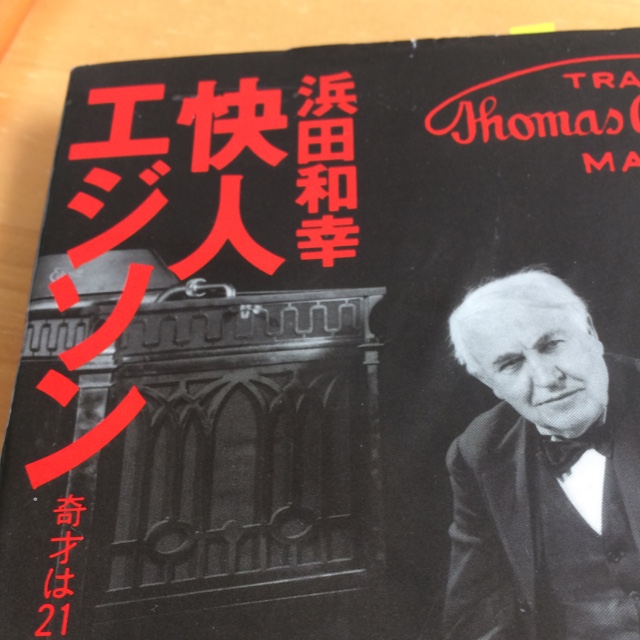 浜田和幸
快人
エジソン
奇才は21
TRA
Thomas
MA